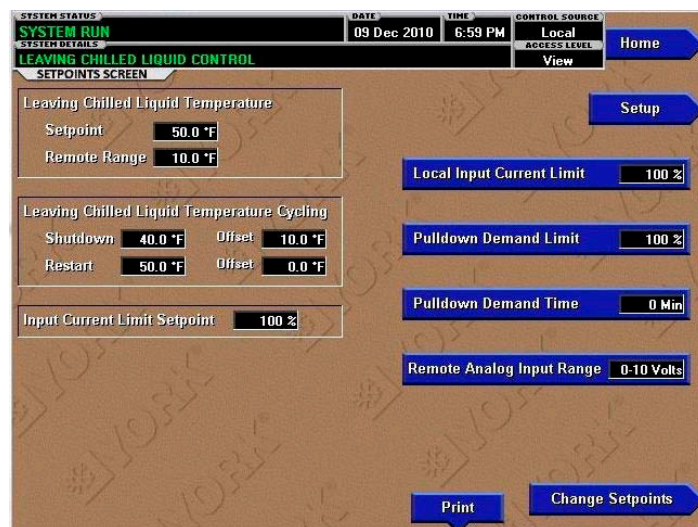 SYSTEM STATUS
SYSTEM RUN
DATE
09 Dec 2010
TIME
6:59 PM
CONTROL SOURCE
Local
SYSTEM DETAILS
LEAVING CHILLED LIQUID CONTROL
ACCESS LEVEL
View
Home
SETPOINTS SCREEN
Setup
Leaving Chilled Liquid Temperature
Setpoint 50.0 °F
Remote Range 10.0 °F
Leaving Chilled Liquid Temperature Cycling
Shutdown 40.0 °F Offset 10.0 °F
Restart 50.0 °F Offset 0.0 °F
Input Current Limit Setpoint 100 %
Local Input Current Limit 100 %
Pulldown Demand Limit 100 %
Pulldown Demand Time 0 Min
Remote Analog Input Range 0-10 Volts
Print
Change Setpoints
YORK